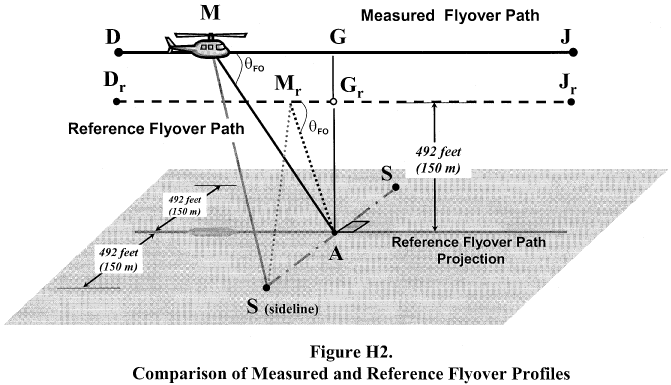 M
Measured Flyover Path
D
G
J
θFO
Dr
Mr
Gr
Jr
Reference Flyover Path
θFO
492 feet
(150 m)
S
492 feet
(150 m)
492 feet
(150 m)
A
Reference Flyover Path
Projection
S (sideline)
Figure H2.
Comparison of Measured and Reference Flyover Profiles